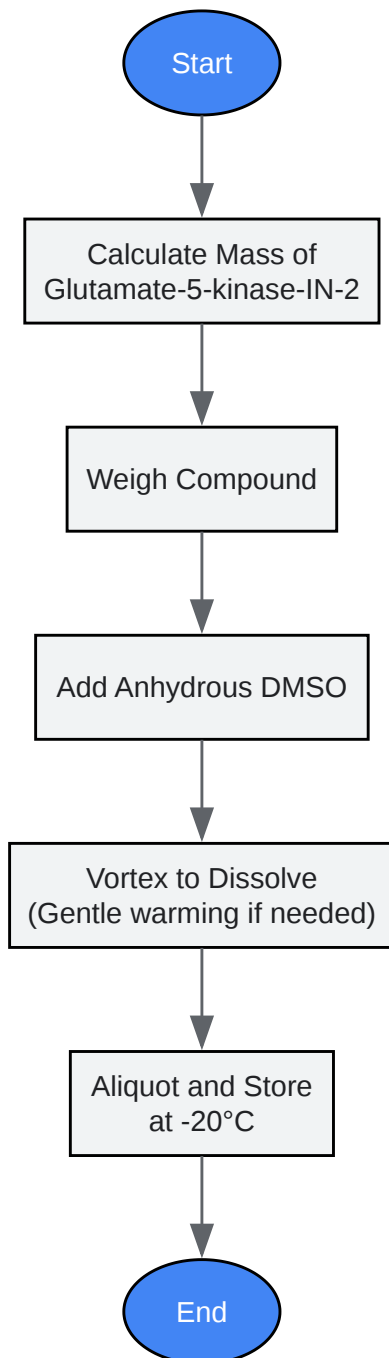 Start
Calculate Mass of
Glutamate-5-kinase-IN-2
Weigh Compound
Add Anhydrous DMSO
Vortex to Dissolve
(Gentle warming if needed)
Aliquot and Store
at -20°C
End